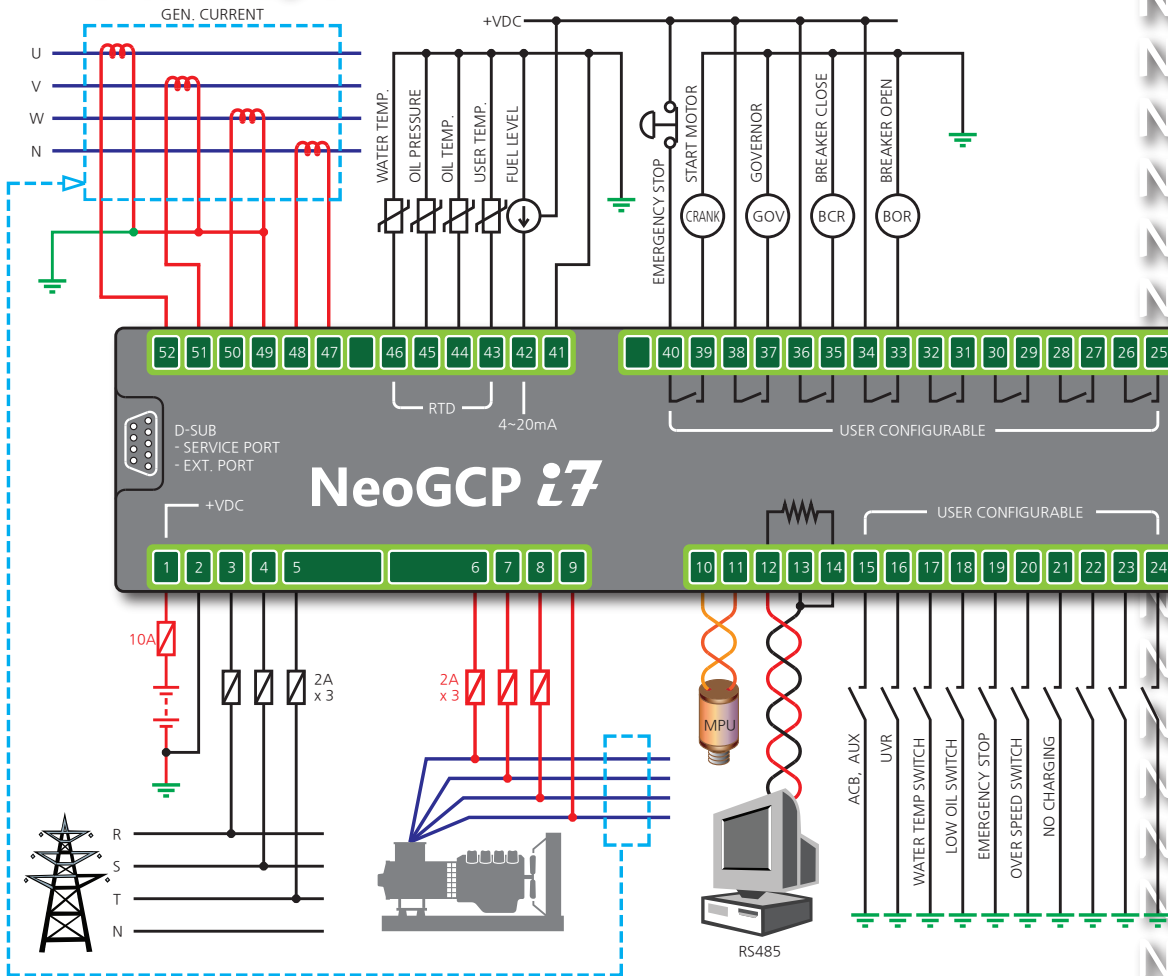 GEN. CURRENT
U
V
W
N
+VDC
WATER TEMP.
OIL PRESSURE
OIL TEMP.
USER TEMP.
FUEL LEVEL
EMERGENCY STOP
START MOTOR
GOVERNOR
BREAKER CLOSE
BREAKER OPEN
CRANK
GOV
BCR
BOR
52 51 50 49 48 47 46 45 44 43 42 41
40 39 38 37 36 35 34 33 32 31 30 29 28 27 26 25
RTD
4~20mA
USER CONFIGURABLE
D-SUB
- SERVICE PORT
- EXT. PORT
NeoGCP i7
+VDC
USER CONFIGURABLE
1 2 3 4 5 6 7 8 9
10 11 12 13 14 15 16 17 18 19 20 21 22 23 24
10A
2A
x 3
2A
x 3
MPU
ACB, AUX
UVR
WATER TEMP SWITCH
LOW OIL SWITCH
EMERGENCY STOP
OVER SPEED SWITCH
NO CHARGING
R
S
T
N
RS485